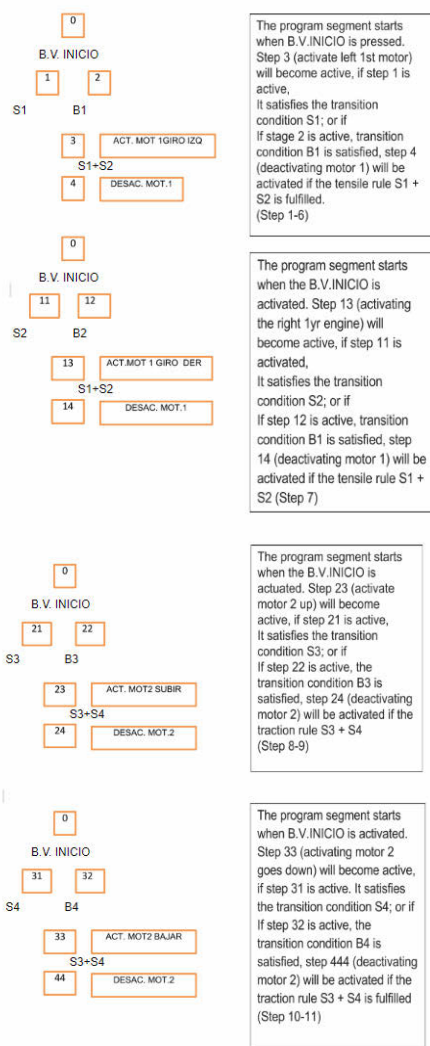 0
B.V. INICIO
1 2
S1 B1
3 ACT. MOT 1GIRO IZQ
S1+S2
4 DESAC. MOT.1
The program segment starts
when B.V.INICIO is pressed.
Step 3 (activate left 1st motor)
will become active, if step 1 is
active,
It satisfies the transition
condition S1; or if
If stage 2 is active, transition
condition B1 is satisfied, step 4
(deactivating motor 1) will be
activated if the tensile rule S1 +
S2 is fulfilled.
(Step 1-6)
0
B.V. INICIO
11 12
S2 B2
13 ACT.MOT 1 GIRO DER
S1+S2
14 DESAC. MOT.1
The program segment starts
when the B.V.INICIO is
activated. Step 13 (activating
the right 1yr engine) will
become active, if step 11 is
activated,
It satisfies the transition
condition S2; or if
If step 12 is active, transition
condition B1 is satisfied, step
14 (deactivating motor 1) will be
activated if the tensile rule S1 +
S2 (Step 7)
0
B.V. INICIO
21 22
S3 B3
23 ACT. MOT2 SUBIR
S3+S4
24 DESAC. MOT.2
The program segment starts
when the B.V.INICIO is
actuated. Step 23 (activate
motor 2 up) will become
active, if step 21 is active,
It satisfies the transition
condition S3; or if
If step 22 is active, the
transition condition B3 is
satisfied, step 24 (deactivating
motor 2) will be activated if the
traction rule S3 + S4
(Step 8-9)
0
B.V. INICIO
31 32
S4 B4
33 ACT. MOT2 BAJAR
S3+S4
44 DESAC. MOT.2
The program segment starts
when B.V.INICIO is activated.
Step 33 (activating motor 2
goes down) will become active,
if step 31 is active. It satisfies
the transition condition S4; or if
If step 32 is active, the
transition condition B4 is
satisfied, step 444 (deactivating
motor 2) will be activated if the
traction rule S3 + S4 is fulfilled
(Step 10-11)